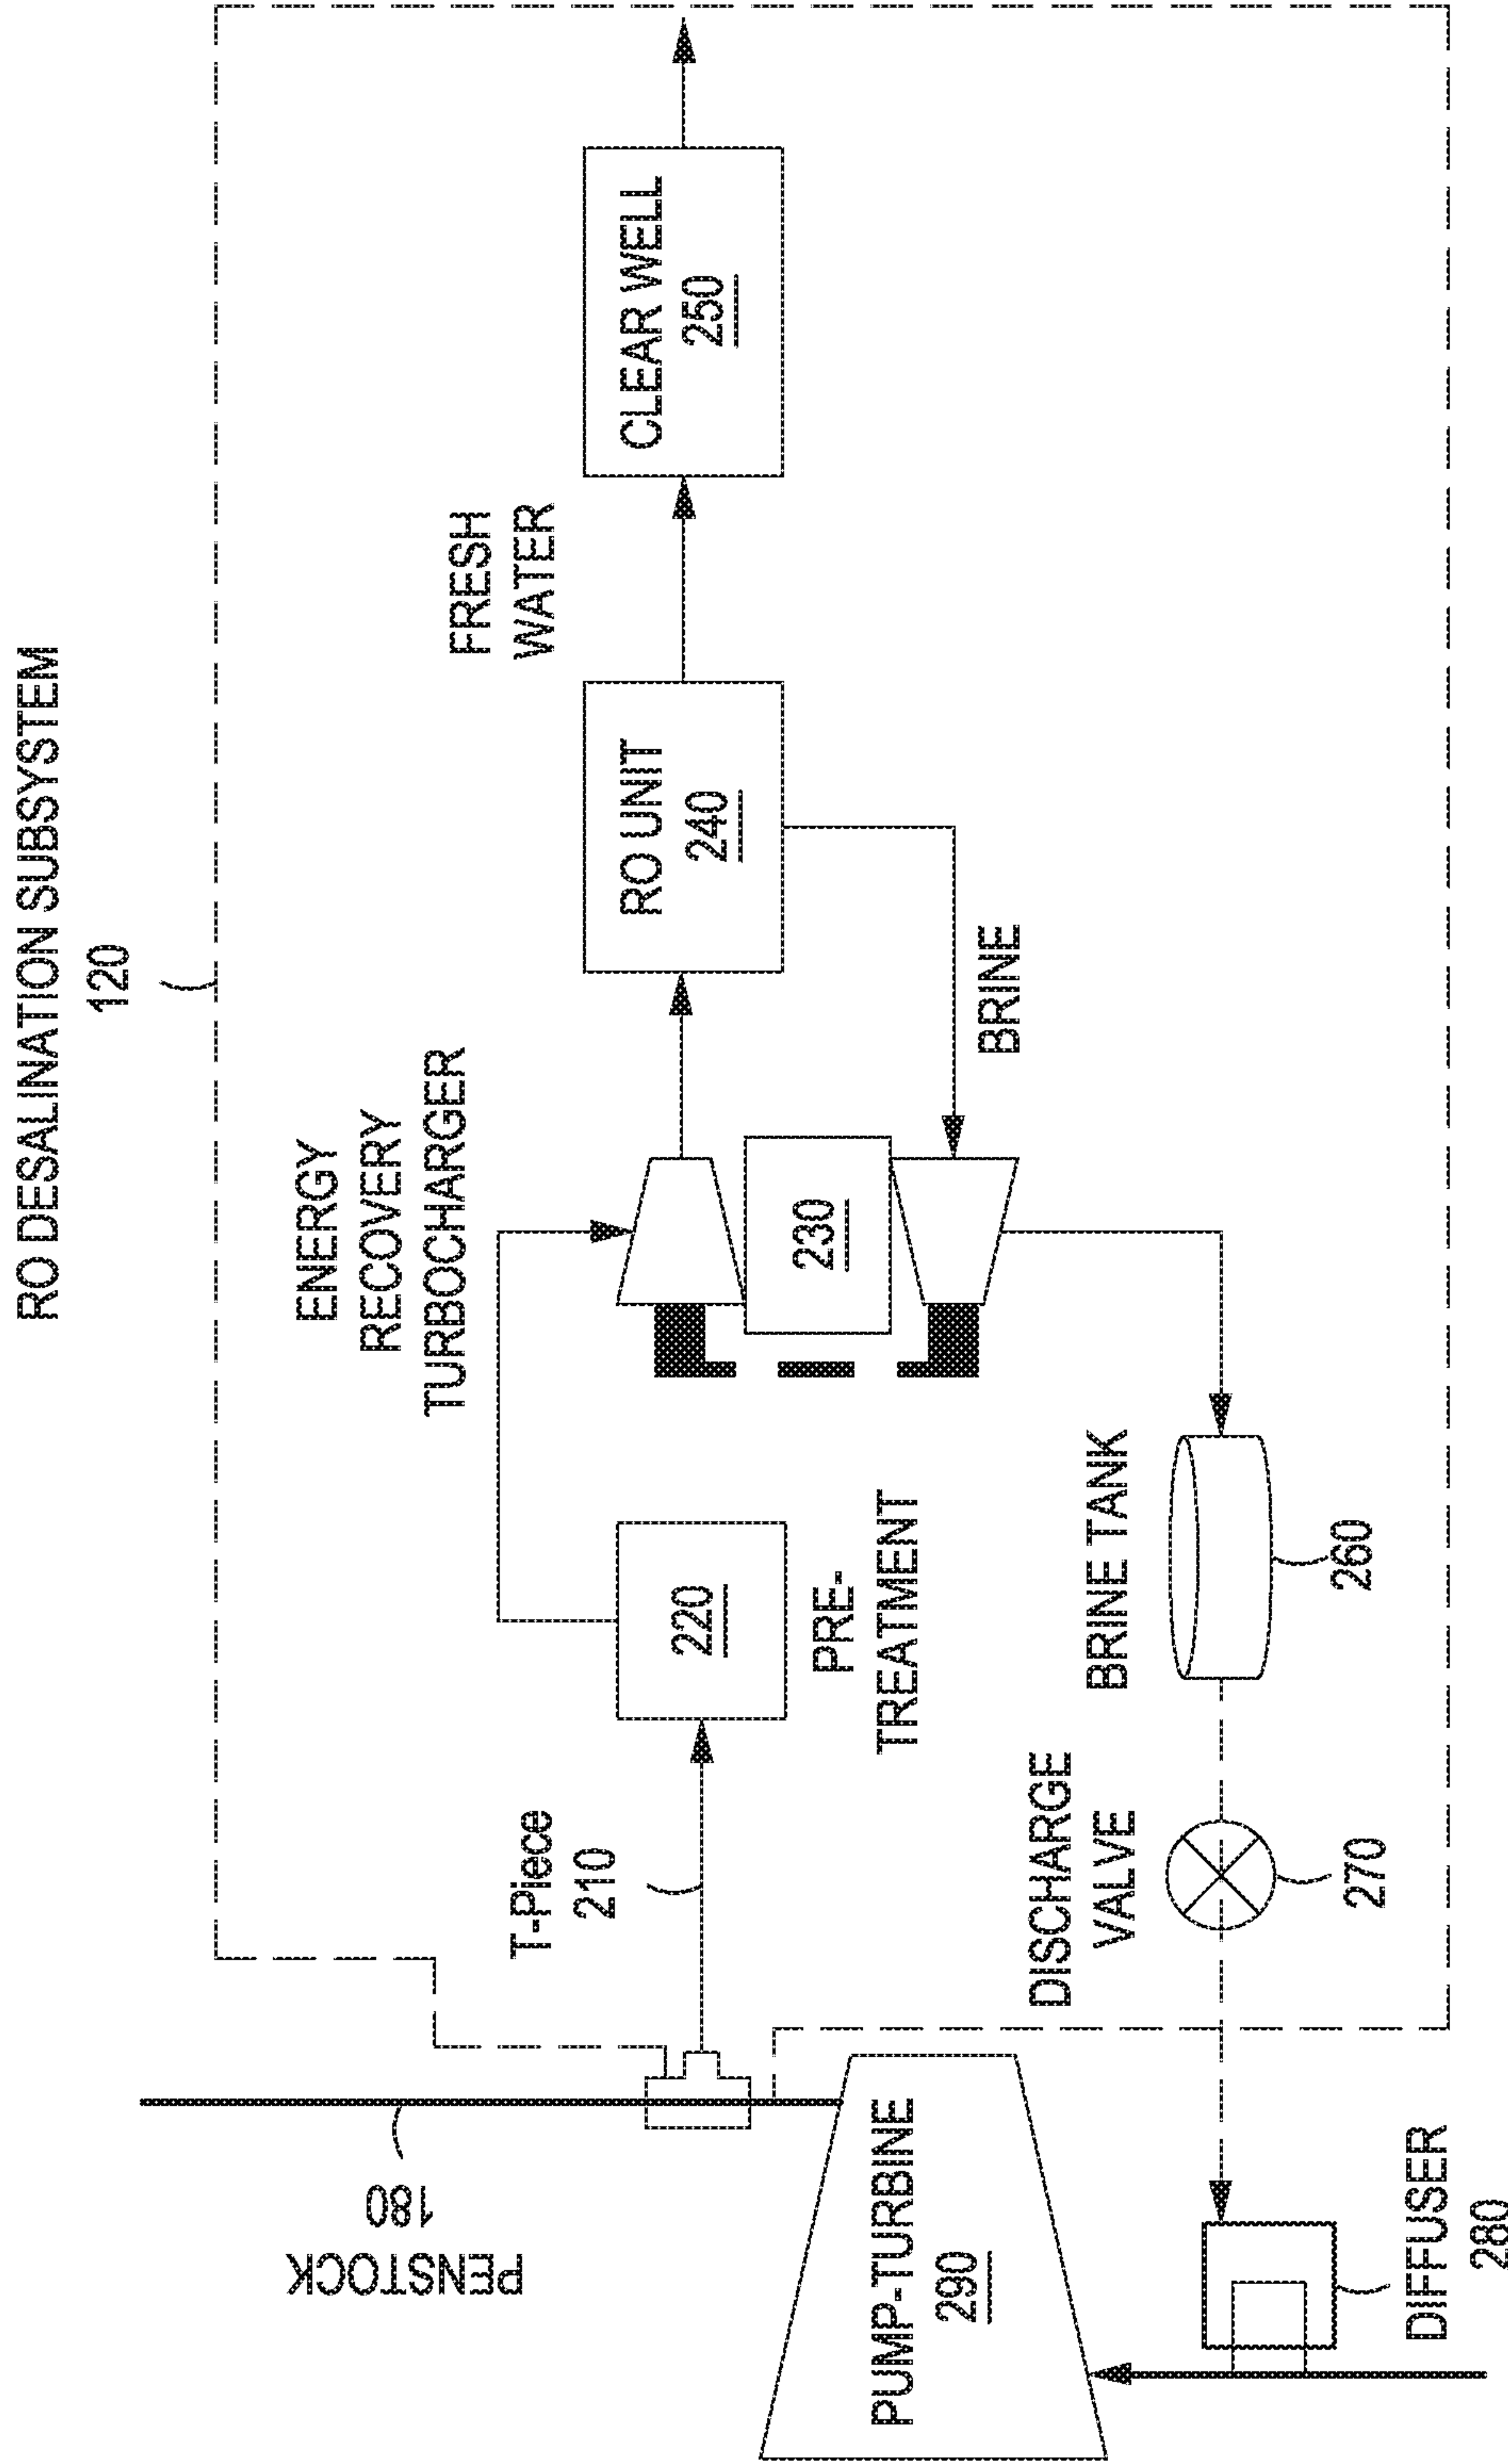 RO DESALINATION SUBSYSTEM
120
PENSTOCK
180
T-Piece
210
220
PRE-
TREATMENT
ENERGY
RECOVERY
TURBOCHARGER
230
RO UNIT
240
FRESH
WATER
CLEAR WELL
250
BRINE
BRINE TANK
260
DISCHARGE
VALVE
270
PUMP-TURBINE
290
DIFFUSER
280